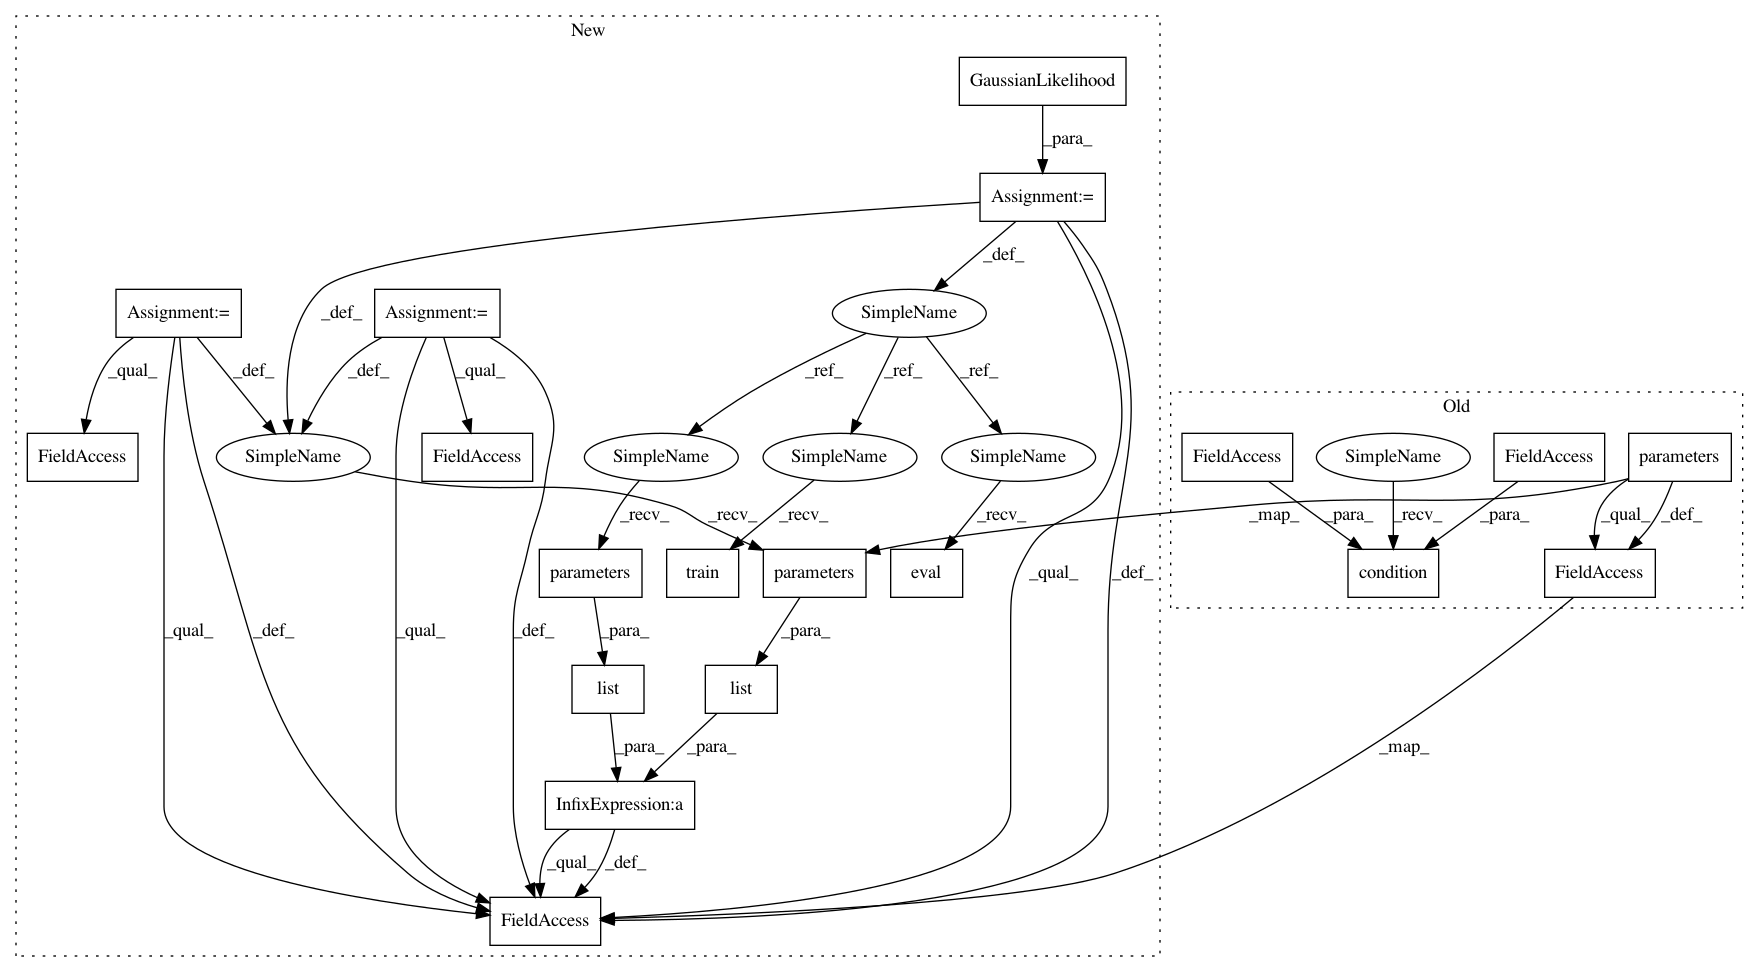 New
GaussianLikelihood
_para_
Assignment:=
_def_
Assignment:=
Assignment:=
SimpleName
_def_
_qual_
_def_
_def_
_qual_
_ref_
_ref_
_ref_
Old
FieldAccess
SimpleName
FieldAccess
SimpleName
SimpleName
SimpleName
FieldAccess
SimpleName
FieldAccess
parameters
_recv_
_recv_
_recv_
_recv_
_map_
_para_
_recv_
_para_
_qual_
_def_
parameters
train
parameters
eval
condition
FieldAccess
_qual_
_def_
_qual_
_def_
_para_
_para_
_qual_
_def_
list
list
_para_
_para_
_map_
InfixExpression:a
_qual_
_def_
FieldAccess